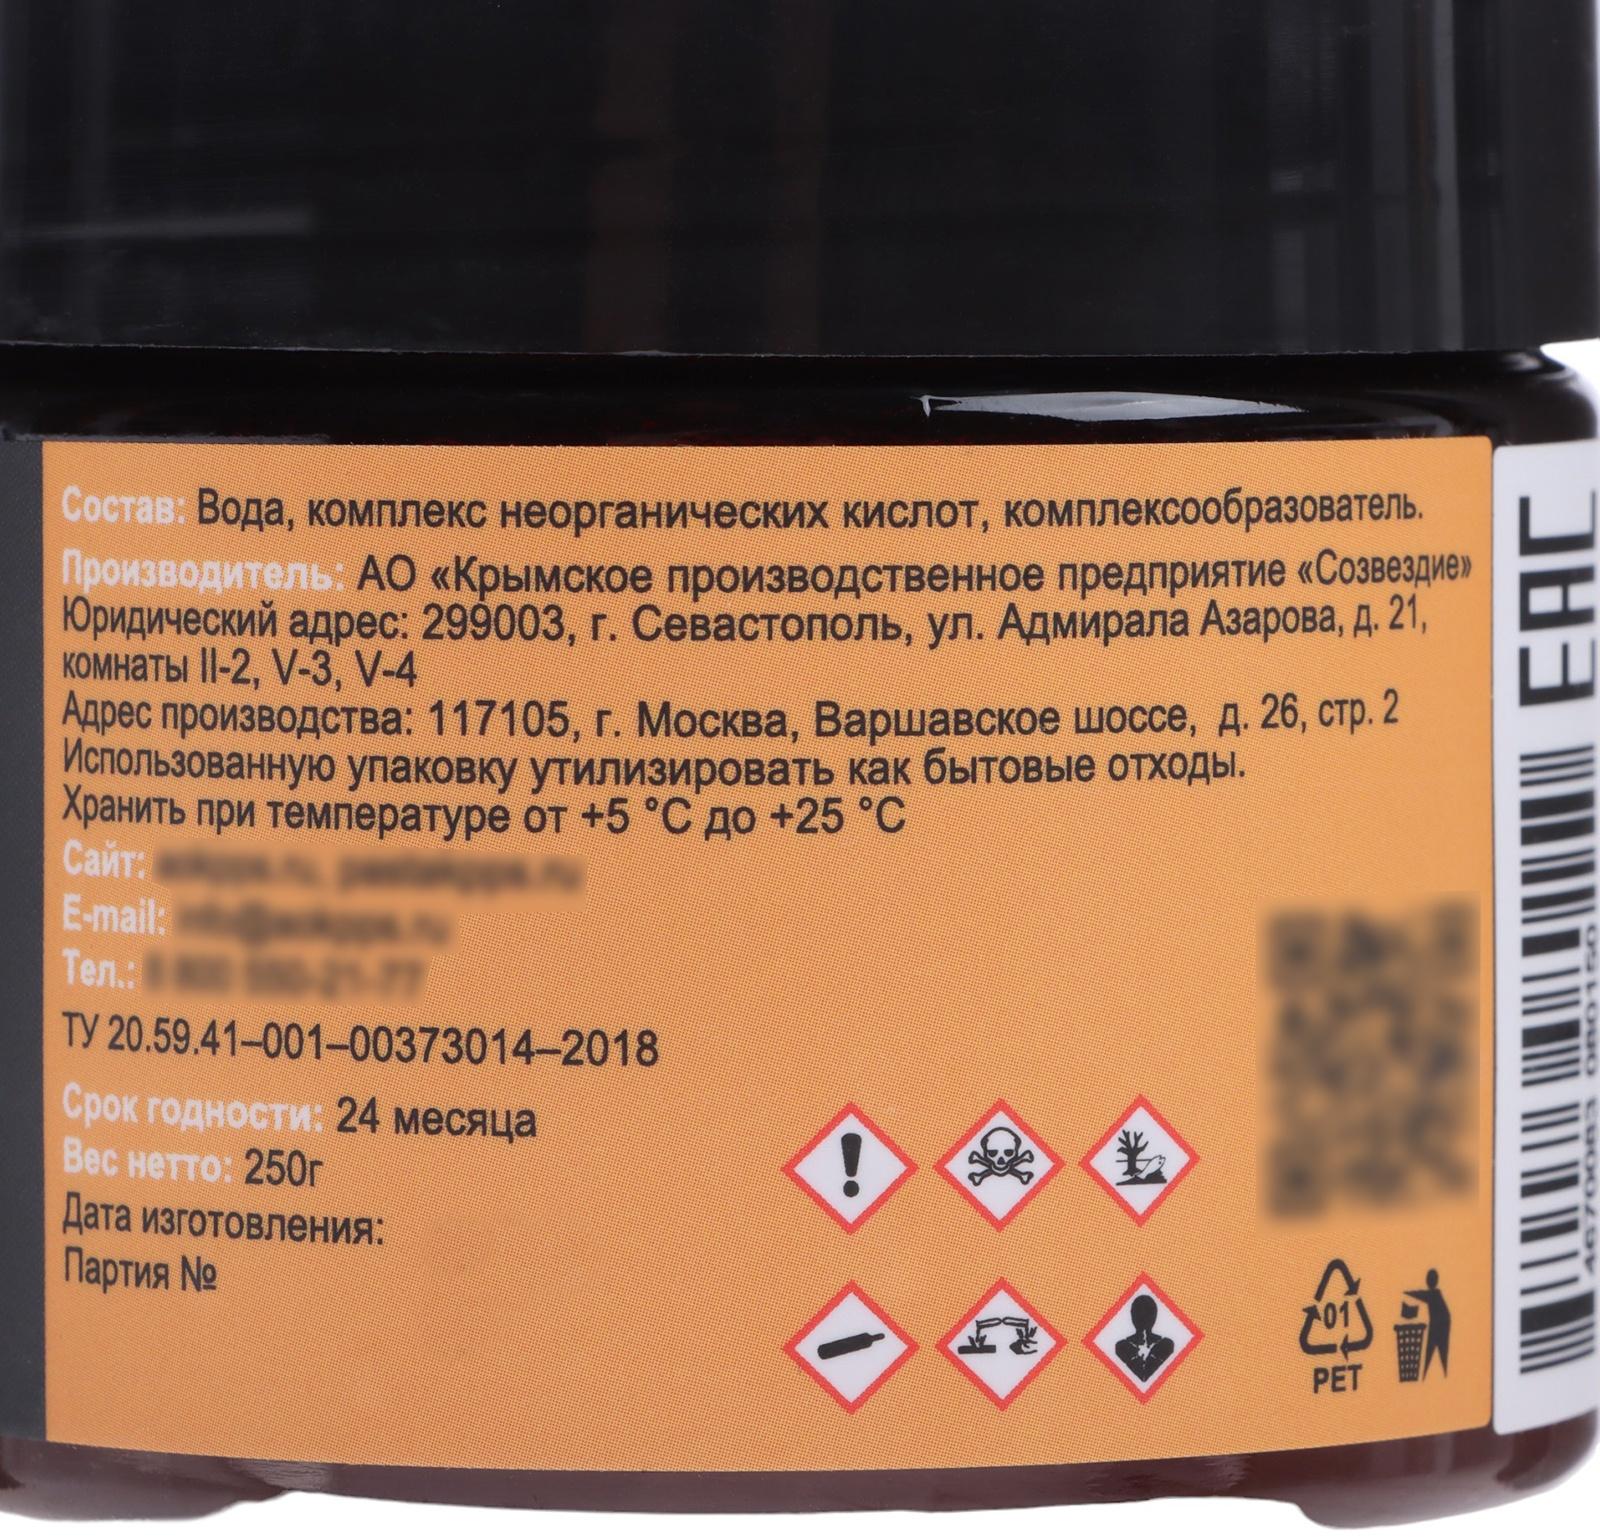 Состав: Вода, комплекс неорганических кислот, комплексообразователь.
Производитель: АО «Крымское производственное предприятие «Созвездие»
Юридический адрес: 299003, г. Севастополь, ул. Адмирала Азарова, д. 21,
комнаты II-2, V-3, V-4
Адрес производства: 117105, г. Москва, Варшавское шоссе, д. 26, стр. 2
Использованную упаковку утилизировать как бытовые отходы.
Хранить при температуре от +5 °C до +25 °C
Сайт:
E-mail:
Тел.:
ТУ 20.59.41–001–00373014–2018
Срок годности: 24 месяца
Вес нетто: 250г
Дата изготовления:
Партия №
01
PET
EAC